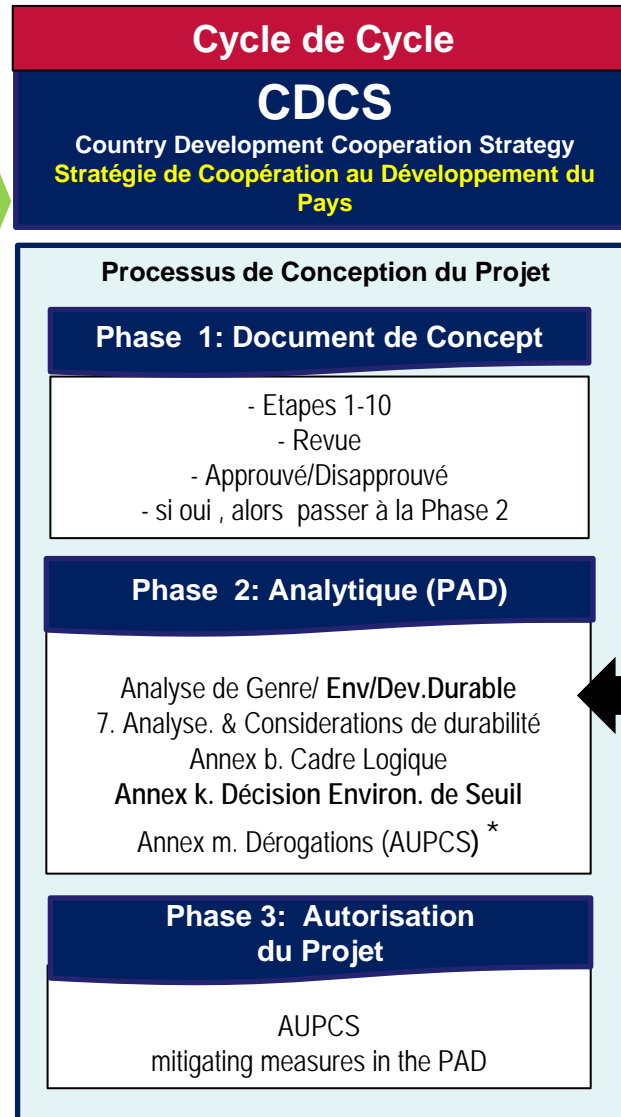 Cycle de Cycle
CDCS
Country Development Cooperation Strategy
Stratégie de Coopération au Développement du
Pays
Processus de Conception du Projet
Phase 1: Document de Concept
- Etapes 1-10
- Revue
- Approuvé/Disapprouvé
- si oui , alors passer à la Phase 2
Phase 2: Analytique (PAD)
Analyse de Genre/ Env/Dev.Durable
7. Analyse. & Considerations de durabilité
Annex b. Cadre Logique
Annex k. Décision Environ. de Seuil
Annex m. Dérogations (AUPCS) *
Phase 3: Autorisation
du Projet
AUPCS
mitigating measures in the PAD